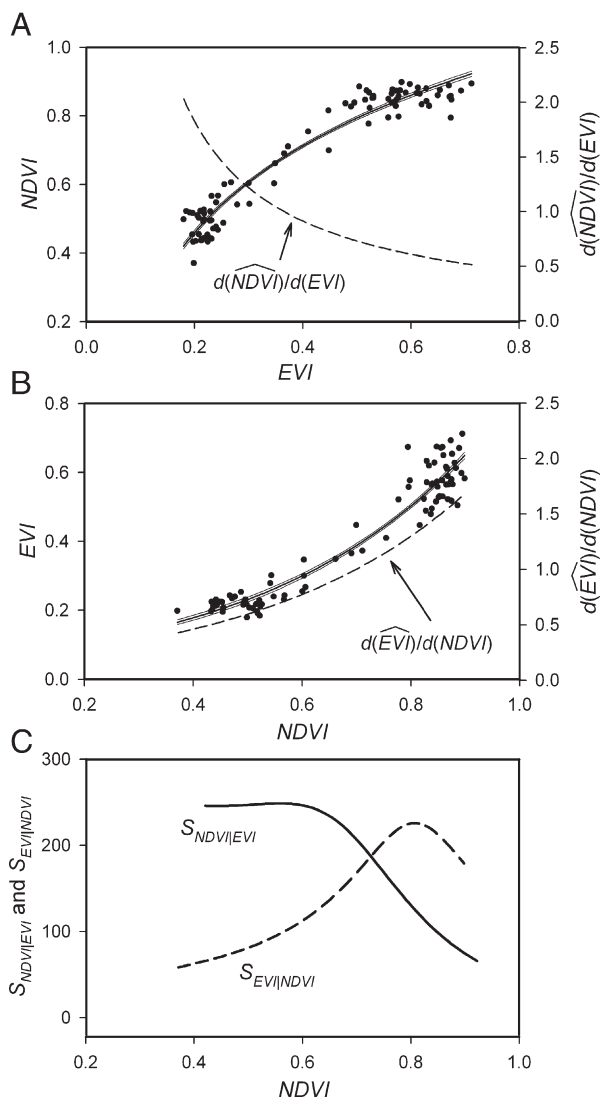 A
1.0
0.8
0.6
0.4
0.2
NDVI
0.0
0.2
0.4
0.6
0.8
EVI
2.5
2.0
1.5
1.0
0.5
0.0
d(NDVI)/d(EVI)
d(NDVI)/d(EVI)
B
0.8
0.6
0.4
0.2
0.0
EVI
0.2
0.4
0.6
0.8
1.0
NDVI
2.5
2.0
1.5
1.0
0.5
0.0
d(EVI)/d(NDVI)
d(EVI)/d(NDVI)
C
300
200
100
0
S_NDVI|EVI and S_EVI|NDVI
S_NDVI|EVI
S_EVI|NDVI
0.2
0.4
0.6
0.8
1.0
NDVI